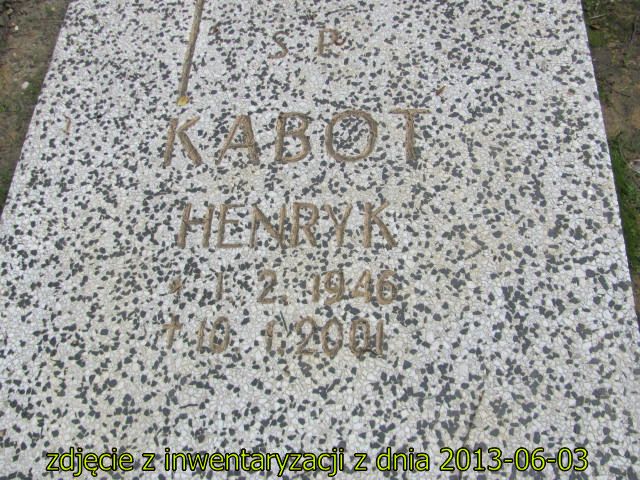 Ś P
KABOT
HENRYK
* 1. 2. 1946
† 10. 1. 2001
zdjęcie z inwentaryzacji z dnia 2013-06-03